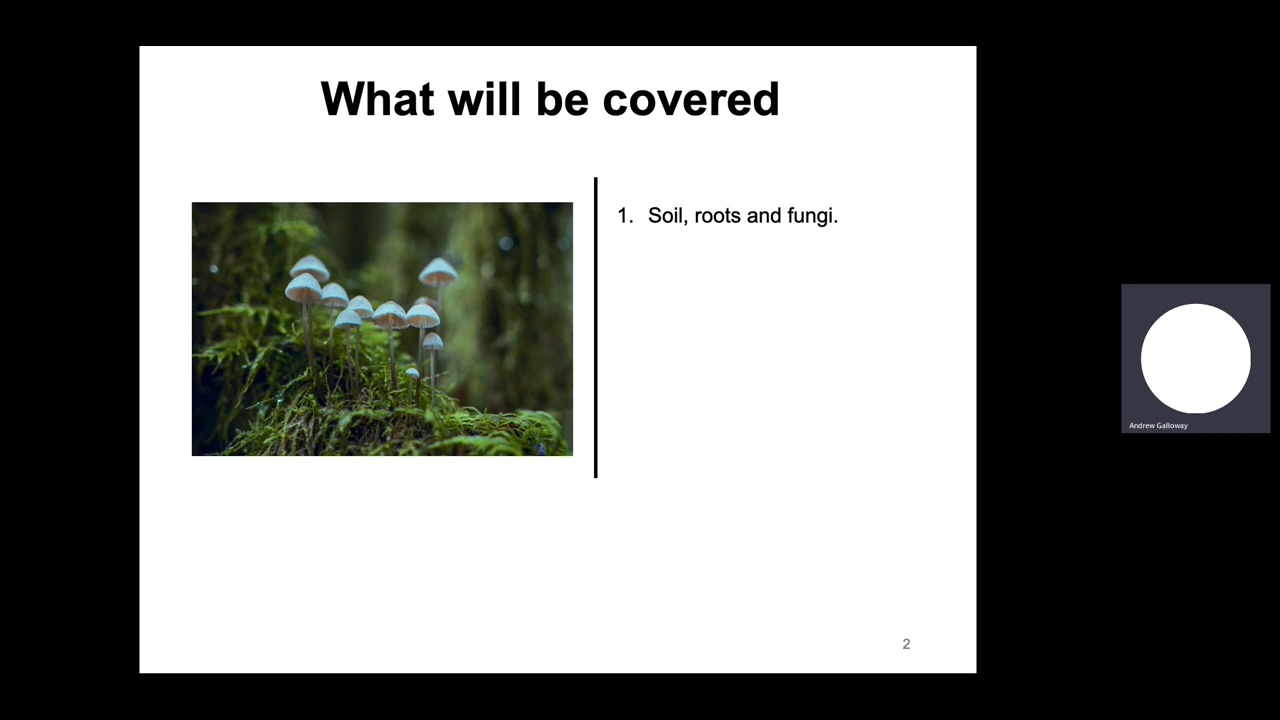 What will be covered
1. Soil, roots and fungi.
Andrew Galloway
2